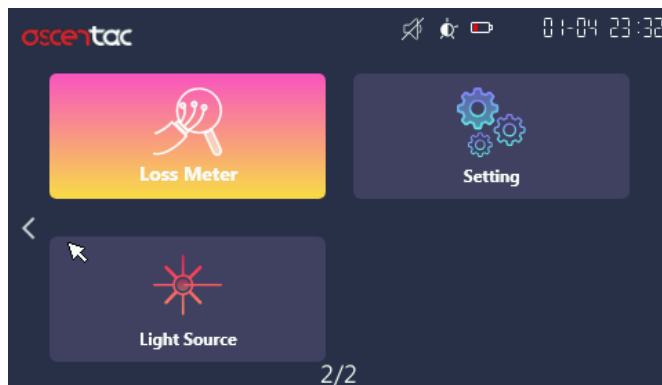 ascentac
01-04 23:32
Loss Meter
Setting
Light Source
2/2